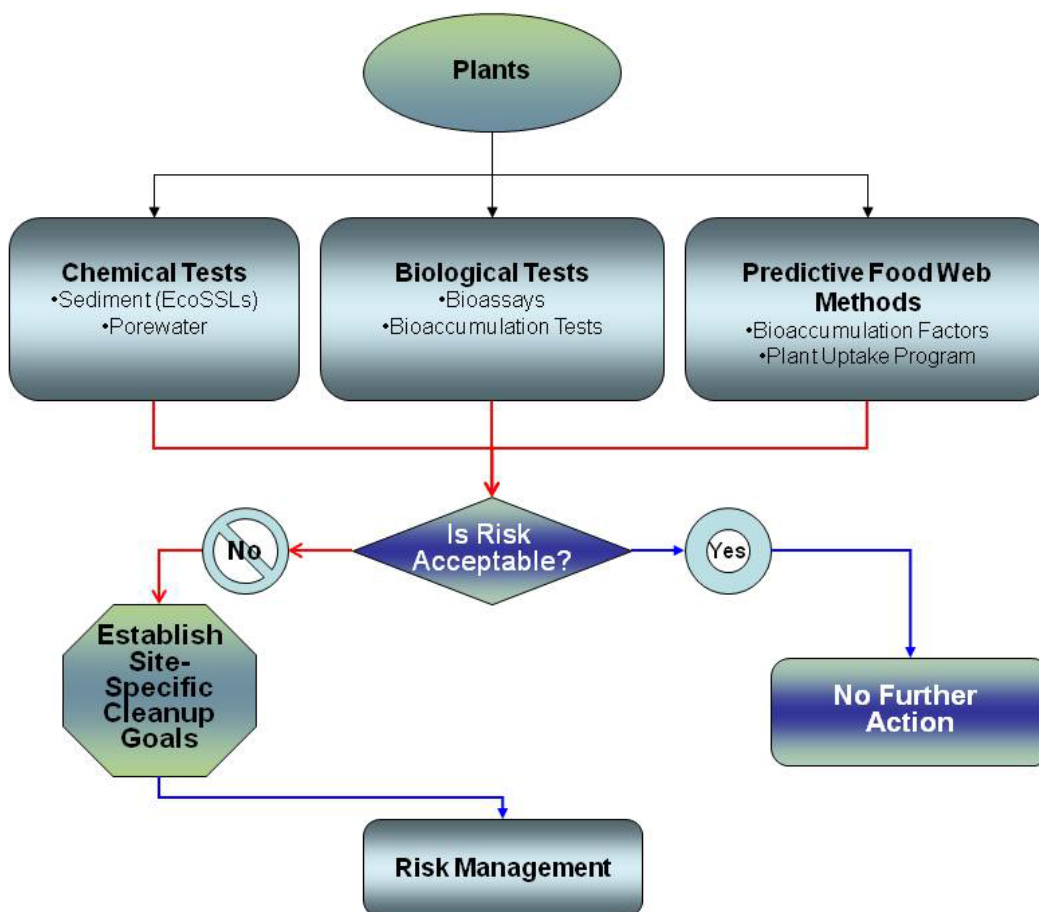 Plants
Chemical Tests
•Sediment (EcoSSLs)
•Porewater
Biological Tests
•Bioassays
•Bioaccumulation Tests
Predictive Food Web
Methods
•Bioaccumulation Factors
•Plant Uptake Program
Is Risk
Acceptable?
No
Yes
Establish
Site-
Specific
Cleanup
Goals
No Further
Action
Risk Management